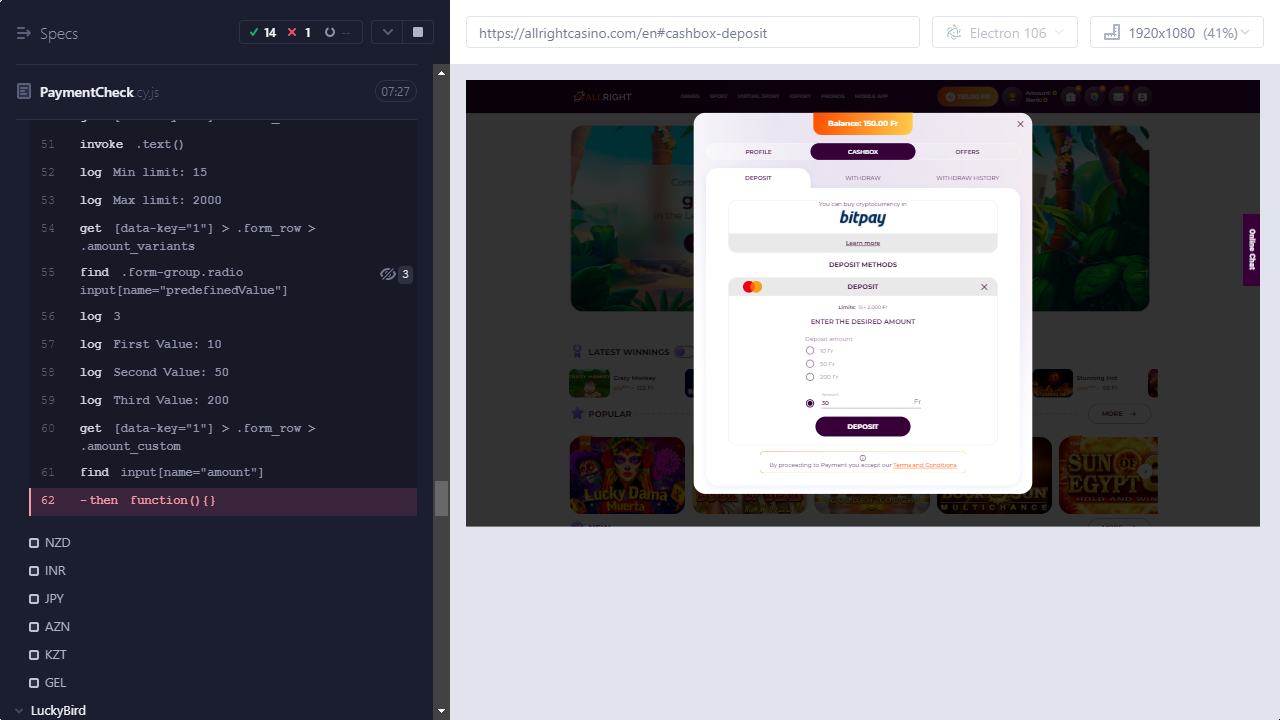 Specs
14
1
--
PaymentCheck cy.js
07:27
51 invoke .text()
52 log Min limit: 15
53 log Max limit: 2000
54 get [data-key="1"] > .form_row >
.amount_variants
55 find .form-group.radio
input[name="predefinedValue"]
3
56 log 3
57 log First Value: 10
58 log Second Value: 50
59 log Third Value: 200
60 get [data-key="1"] > .form_row >
.amount_custom
61 find input[name="amount"]
62 -then function(){}
NZD
INR
JPY
AZN
KZT
GEL
LuckyBird
https://allrightcasino.com/en#cashbox-deposit
Electron 106
1920x1080 (41%)
ALLRIGHT
Balance: 150.00 Fr
PROFILE
CASHBOX
OFFERS
DEPOSIT
WITHDRAW
WITHDRAW HISTORY
You can buy cryptocurrency in
bitpay
Learn more
DEPOSIT METHODS
DEPOSIT
Limits: 15 - 2,000 Fr
ENTER THE DESIRED AMOUNT
Deposit amount
10 Fr
50 Fr
200 Fr
Amount
30
Fr
DEPOSIT
By proceeding to Payment you accept our Terms and Conditions
Online Chat
LATEST WINNINGS
Crazy Monkey
Stunning Hot
POPULAR
MORE
Lucky Dama
Muerta
MULTICHANCE
SUN OF
EGYPT
HOLD AND WIN
NEW
MORE